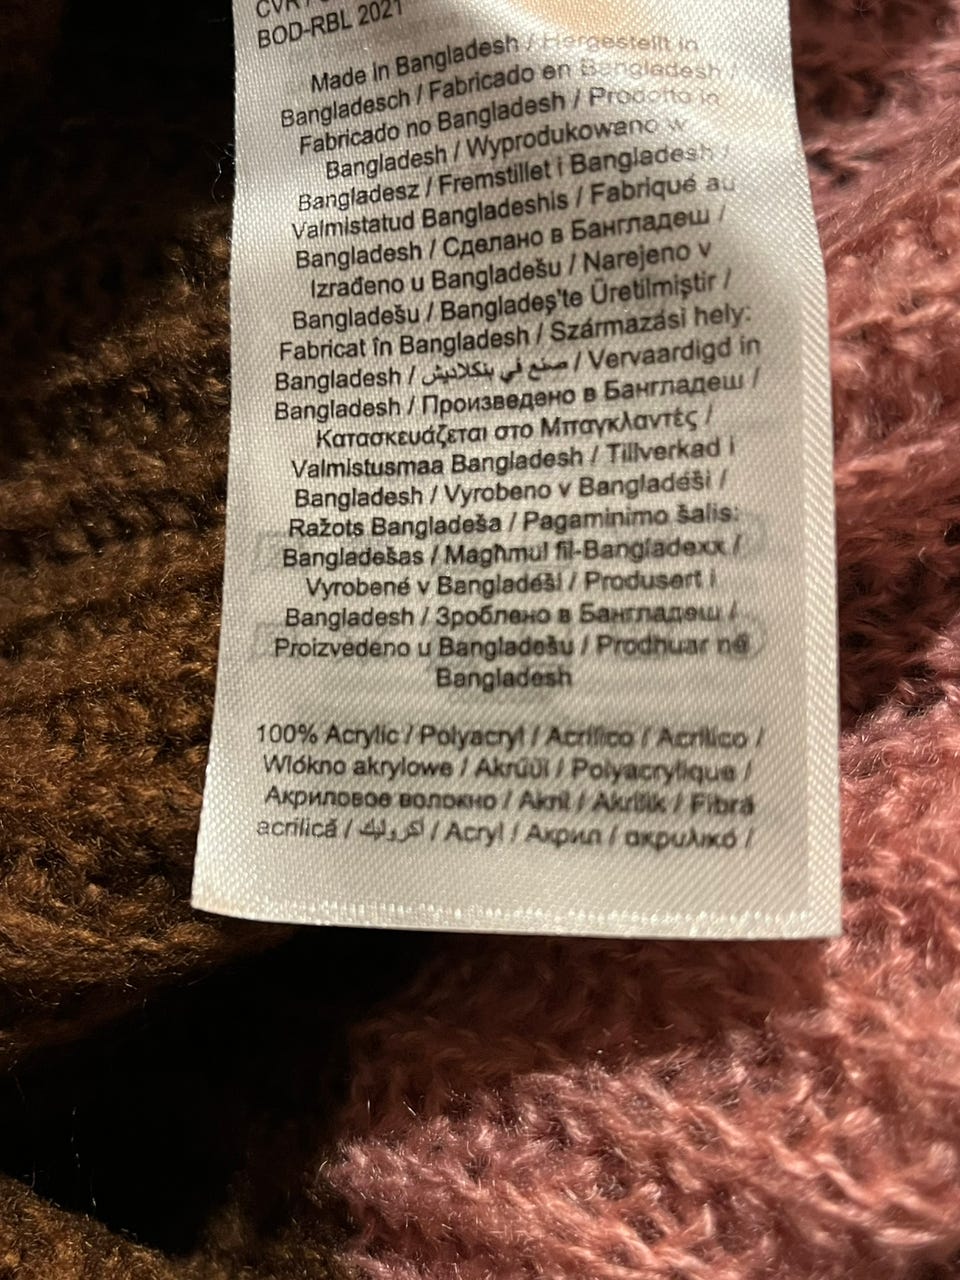 BOD-RBL 2021
Made in Bangladesh / Hergestellt in
Bangladesch / Fabricado en Bangladesh /
Fabricado no Bangladesh / Prodotto in
Bangladesh / Wyprodukowano w
Bangladesz / Fremstillet i Bangladesh /
Valmistatud Bangladeshis / Fabriqué au
Bangladesh / Сделано в Бангладеш /
Izrađeno u Bangladešu / Narejeno v
Bangladešu / Bangladeş'te Üretilmiştir /
Fabricat în Bangladesh / Származási hely:
Bangladesh / صنع في بنكلاديش / Vervaardigd in
Bangladesh / Произведено в Бангладеш /
Κατασκευάζεται στο Μπαγκλαντές /
Valmistusmaa Bangladesh / Tillverkad i
Bangladesh / Vyrobeno v Bangladéši /
Ražots Bangladeša / Pagaminimo šalis:
Bangladešas / Magħmul fil-Bangladexx /
Vyrobené v Bangladéši / Produsert i
Bangladesh / Зроблено в Бангладеш /
Proizvedeno u Bangladešu / Prodhuar në
Bangladesh
100% Acrylic / Polyacryl / Acrílico / Acrilico /
Włókno akrylowe / Akrüül / Polyacrylique /
Акриловое волокно / Akril / Akrilik / Fibră
acrilică / اكروليك / Acryl / Акрил / ακρυλικό /